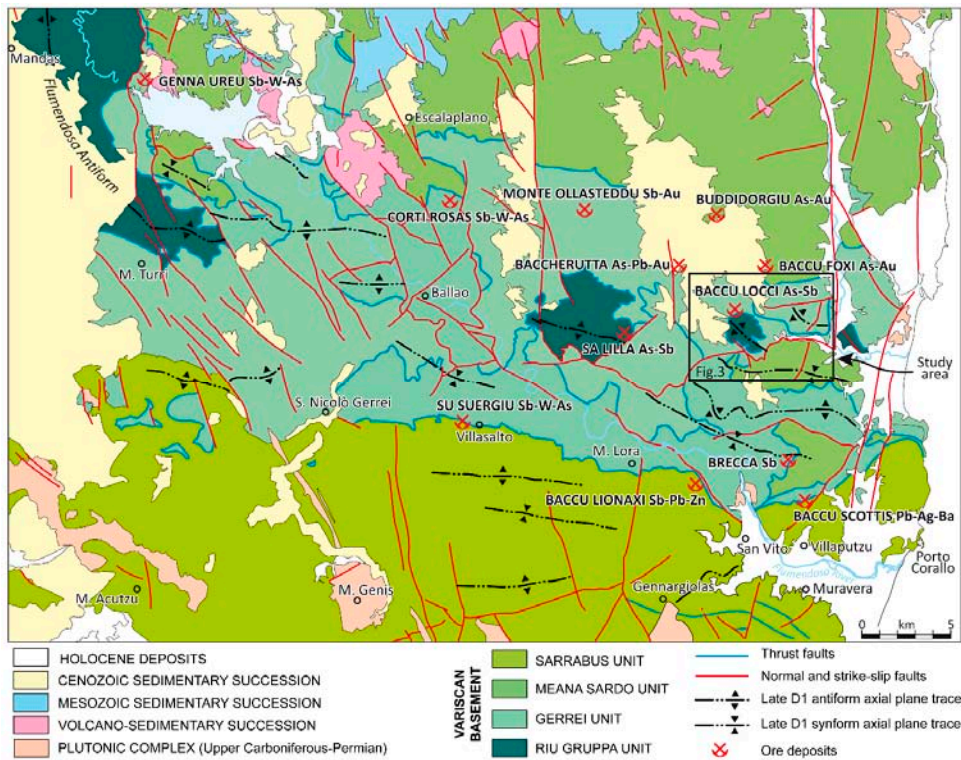 Mandas
GENNA UREU Sb-W-As
Flumendosa Antiform
Escalaplano
MONTE OLLASTEDDU Sb-Au
BUDDIDORGIU As-Au
CORTI ROSAS Sb-W-As
BACCHERUTTA As-Pb-Au
BACCU FOXI As-Au
M. Turri
Ballao
BACCU LOCCI As-Sb
SA LILLA As-Sb
Fig.3
Study
area
S. Nicolò Gerrei
SU SUERGIU Sb-W-As
Villasalto
M. Lora
BRECCA Sb
BACCU LIONAXI Sb-Pb-Zn
BACCU SCOTTIS Pb-Ag-Ba
San Vito
Villaputzu
Porto
Corallo
Flumendosa River
M. Acutzu
M. Genis
Gennargiolas
Muravera
0 km 5
HOLOCENE DEPOSITS
CENOZOIC SEDIMENTARY SUCCESSION
MESOZOIC SEDIMENTARY SUCCESSION
VOLCANO-SEDIMENTARY SUCCESSION
PLUTONIC COMPLEX (Upper Carboniferous-Permian)
VARISCAN
BASEMENT
SARRABUS UNIT
MEANA SARDO UNIT
GERREI UNIT
RIU GRUPPA UNIT
Thrust faults
Normal and strike-slip faults
Late D1 antiform axial plane trace
Late D1 synform axial plane trace
Ore deposits